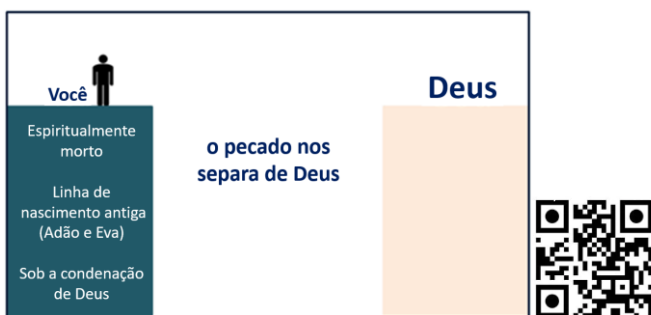 Você
Deus
Espiritualmente
morto
Linha de
nascimento antiga
(Adão e Eva)
Sob a condenação
de Deus
o pecado nos
separa de Deus